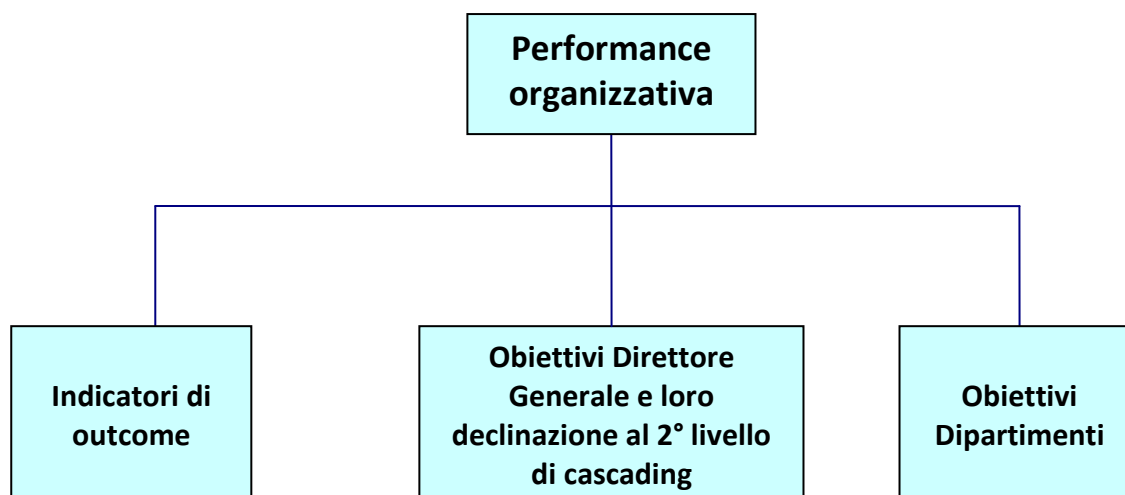 Performance
organizzativa
Indicatori di
outcome
Obiettivi Direttore
Generale e loro
declinazione al 2° livello
di cascading
Obiettivi
Dipartimenti